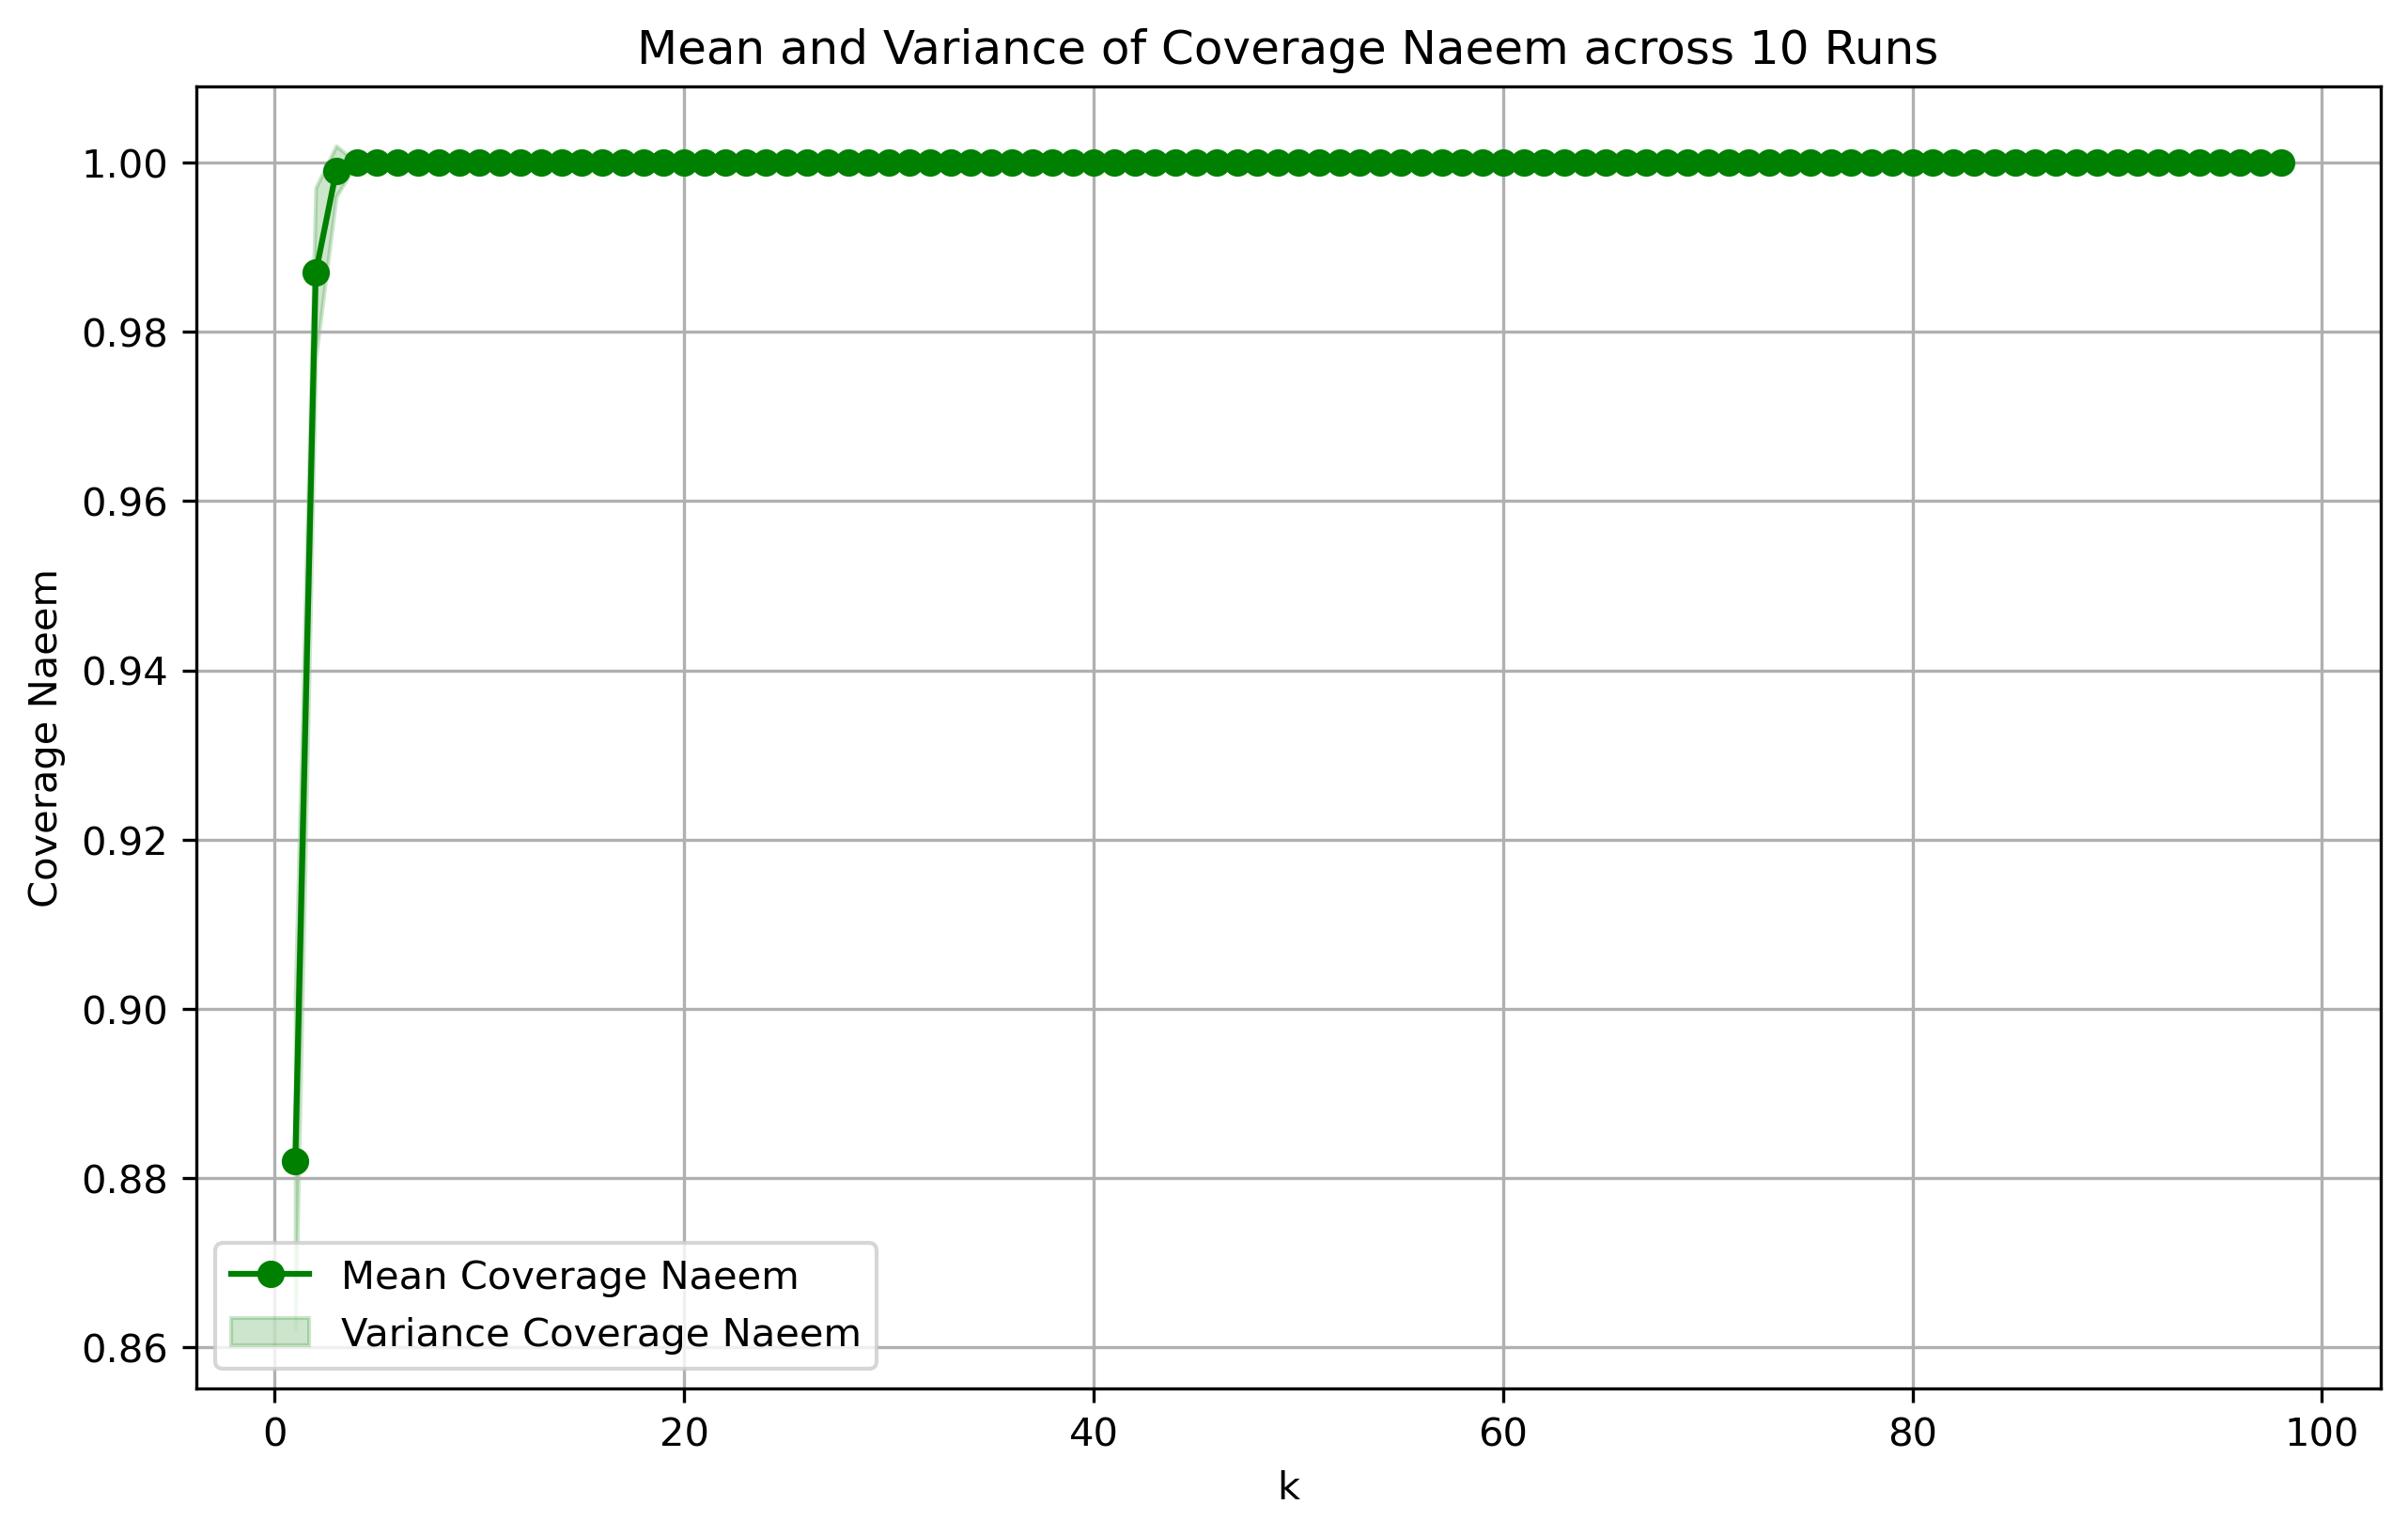 Mean and Variance of Coverage Naeem across 10 Runs
Coverage Naeem
1.00
0.98
0.96
0.94
0.92
0.90
0.88
0.86
Mean Coverage Naeem
Variance Coverage Naeem
0 20 40 60 80 100
k